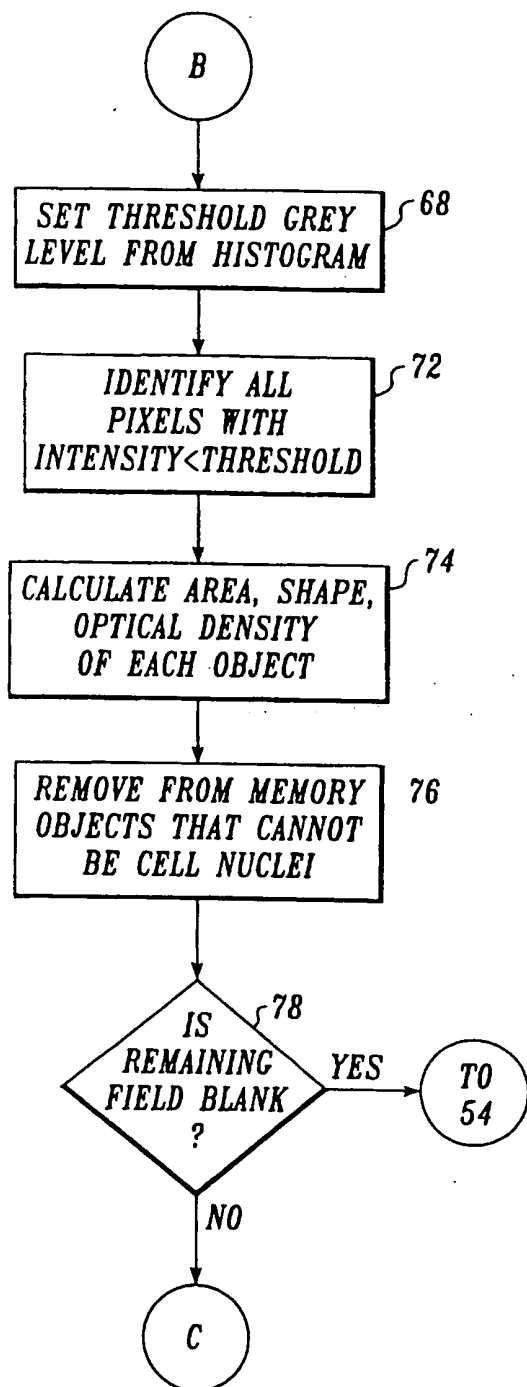 B
SET THRESHOLD GREY
LEVEL FROM HISTOGRAM
68
IDENTIFY ALL
PIXELS WITH
INTENSITY<THRESHOLD
72
CALCULATE AREA, SHAPE,
OPTICAL DENSITY
OF EACH OBJECT
74
REMOVE FROM MEMORY
OBJECTS THAT CANNOT
BE CELL NUCLEI
76
IS
REMAINING
FIELD BLANK
?
78
YES
TO
54
NO
C